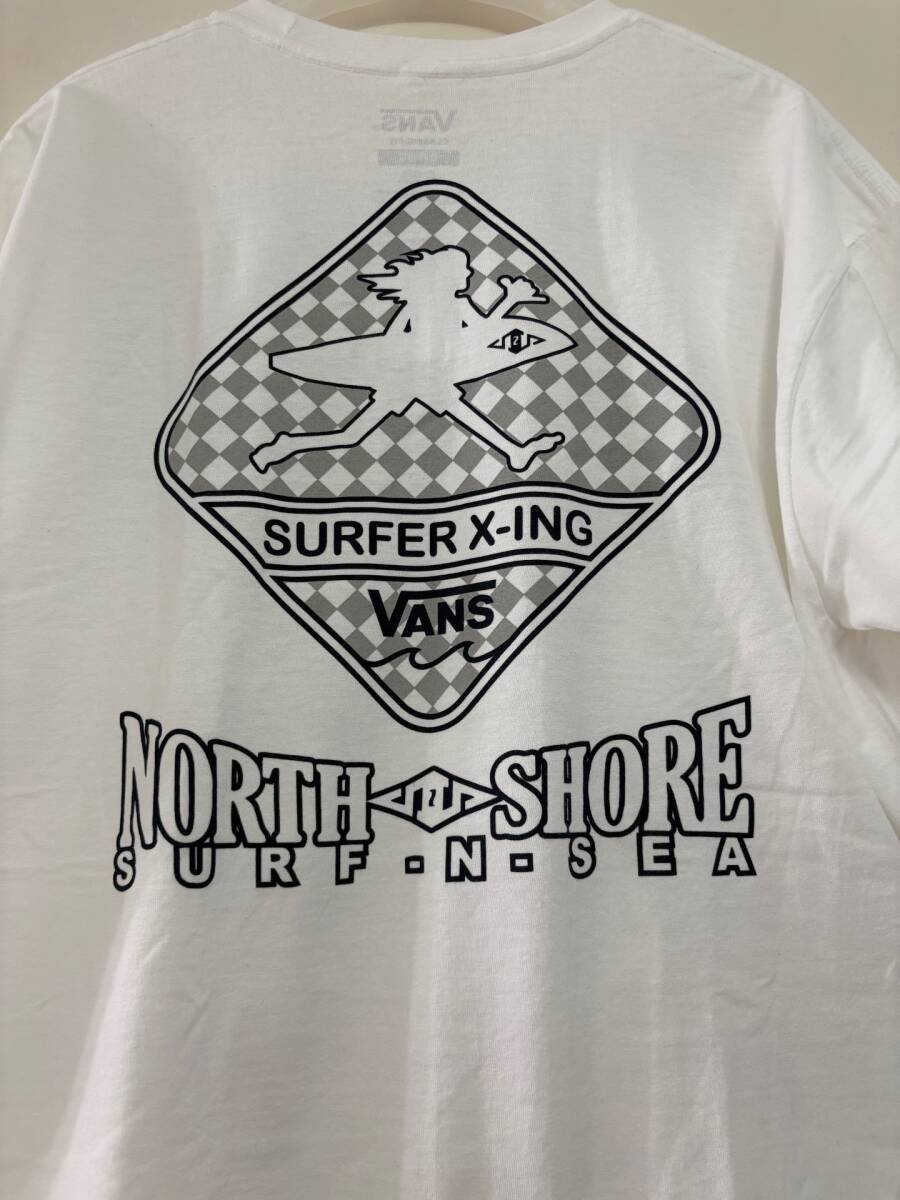 VANS
SURFER X-ING
VANS
NORTH SHORE
SURF-N-SEA